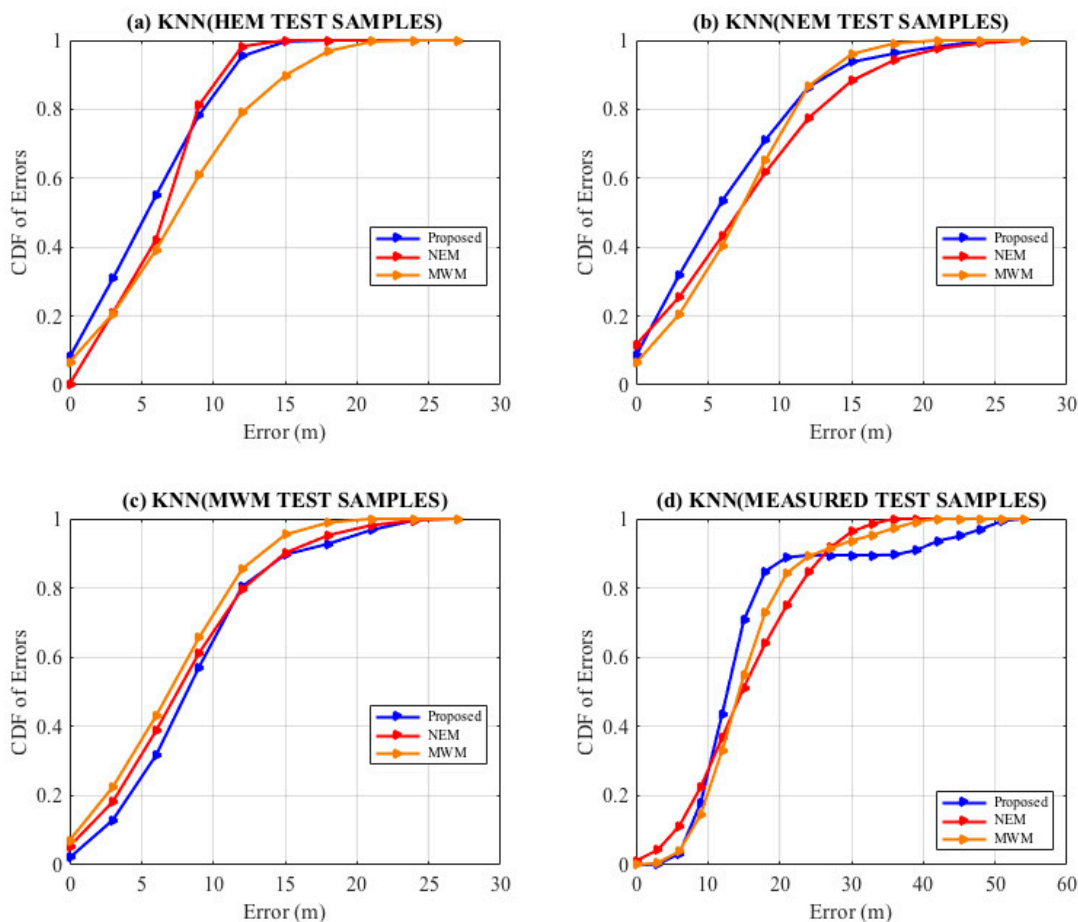 (a) KNN(HEM TEST SAMPLES)
CDF of Errors
1
0.8
0.6
0.4
0.2
0
0 5 10 15 20 25 30
Error (m)
Proposed
NEM
MWM
(b) KNN(NEM TEST SAMPLES)
CDF of Errors
1
0.8
0.6
0.4
0.2
0
0 5 10 15 20 25 30
Error (m)
Proposed
NEM
MWM
(c) KNN(MWM TEST SAMPLES)
CDF of Errors
1
0.8
0.6
0.4
0.2
0
0 5 10 15 20 25 30
Error (m)
Proposed
NEM
MWM
(d) KNN(MEASURED TEST SAMPLES)
CDF of Errors
1
0.8
0.6
0.4
0.2
0
0 10 20 30 40 50 60
Error (m)
Proposed
NEM
MWM